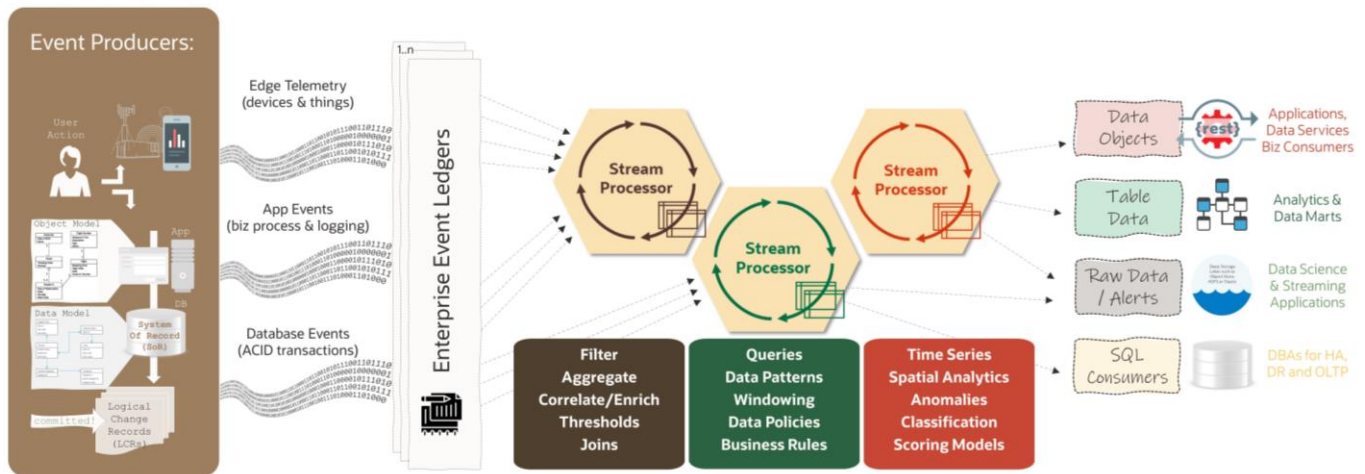 Event Producers:
User
Action
Object Model
App
DB
Data Model
System
Of Record
(SoR)
committed!
Logical
Change
Records
(LCRs)
Edge Telemetry
(devices & things)
App Events
(biz process & logging)
Database Events
(ACID transactions)
1..n
Enterprise Event Ledgers
Stream
Processor
Stream
Processor
Stream
Processor
Filter
Aggregate
Correlate/Enrich
Thresholds
Joins
Queries
Data Patterns
Windowing
Data Policies
Business Rules
Time Series
Spatial Analytics
Anomalies
Classification
Scoring Models
Data
Objects
{rest}
Applications,
Data Services
Biz Consumers
Table
Data
Analytics &
Data Marts
Raw Data
/ Alerts
Data Science
& Streaming
Applications
SQL
Consumers
DBAs for HA,
DR and OLTP